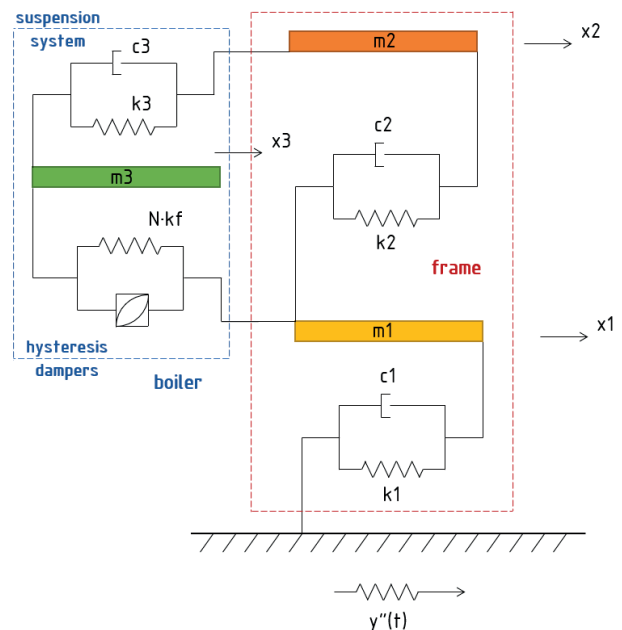 suspension
system
c3
k3
m2
x2
c2
x3
m3
k2
N·kf
frame
m1
x1
hysteresis
dampers
boiler
c1
k1
y"(t)